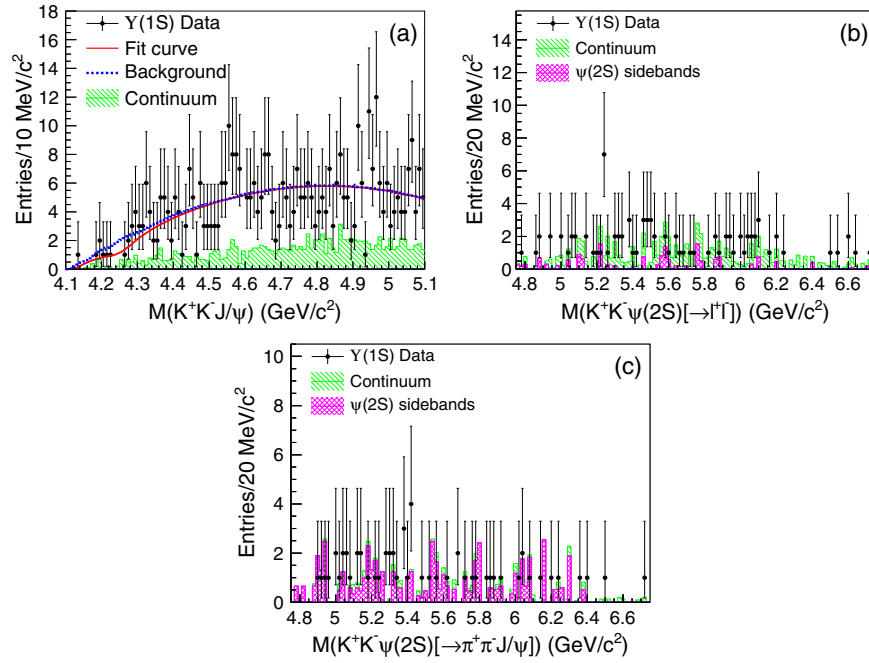 (a)
ϒ(1S) Data
Fit curve
Background
Continuum
Entries/10 MeV/c²
18
16
14
12
10
8
6
4
2
0
4.1 4.2 4.3 4.4 4.5 4.6 4.7 4.8 4.9 5 5.1
M(K⁺K⁻J/ψ) (GeV/c²)
(b)
ϒ(1S) Data
Continuum
ψ(2S) sidebands
Entries/20 MeV/c²
14
12
10
8
6
4
2
0
4.8 5 5.2 5.4 5.6 5.8 6 6.2 6.4 6.6
M(K⁺K⁻ψ(2S)[→l⁺l⁻]) (GeV/c²)
(c)
ϒ(1S) Data
Continuum
ψ(2S) sidebands
Entries/20 MeV/c²
10
8
6
4
2
0
4.8 5 5.2 5.4 5.6 5.8 6 6.2 6.4 6.6
M(K⁺K⁻ψ(2S)[→π⁺π⁻J/ψ]) (GeV/c²)